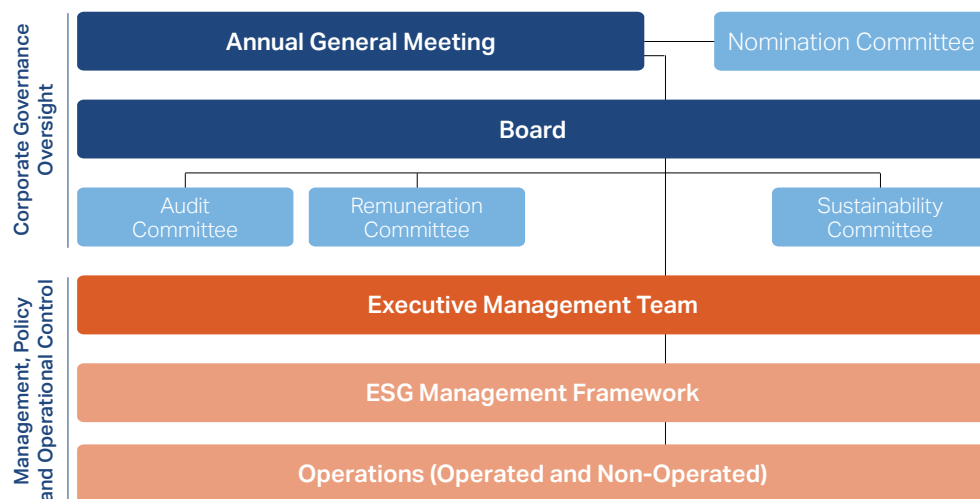 Corporate Governance
Oversight
Annual General Meeting
Nomination Committee
Board
Audit
Committee
Remuneration
Committee
Sustainability
Committee
Management, Policy
and Operational Control
Executive Management Team
ESG Management Framework
Operations (Operated and Non-Operated)